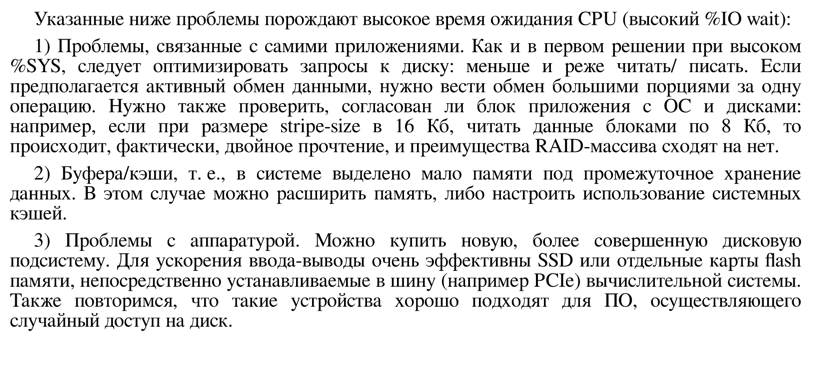 Указанные ниже проблемы порождают высокое время ожидания CPU (высокий %IO wait):
1) Проблемы, связанные с самими приложениями. Как и в первом решении при высоком
%SYS, следует оптимизировать запросы к диску: меньше и реже читать/ писать. Если
предполагается активный обмен данными, нужно вести обмен большими порциями за одну
операцию. Нужно также проверить, согласован ли блок приложения с ОС и дисками:
например, если при размере stripe-size в 16 Кб, читать данные блоками по 8 Кб, то
происходит, фактически, двойное прочтение, и преимущества RAID-массива сходят на нет.
2) Буфера/кэши, т. е., в системе выделено мало памяти под промежуточное хранение
данных. В этом случае можно расширить память, либо настроить использование системных
кэшей.
3) Проблемы с аппаратурой. Можно купить новую, более совершенную дисковую
подсистему. Для ускорения ввода-выводы очень эффективны SSD или отдельные карты flash
памяти, непосредственно устанавливаемые в шину (например PCIe) вычислительной системы.
Также повторимся, что такие устройства хорошо подходят для ПО, осуществляющего
случайный доступ на диск.